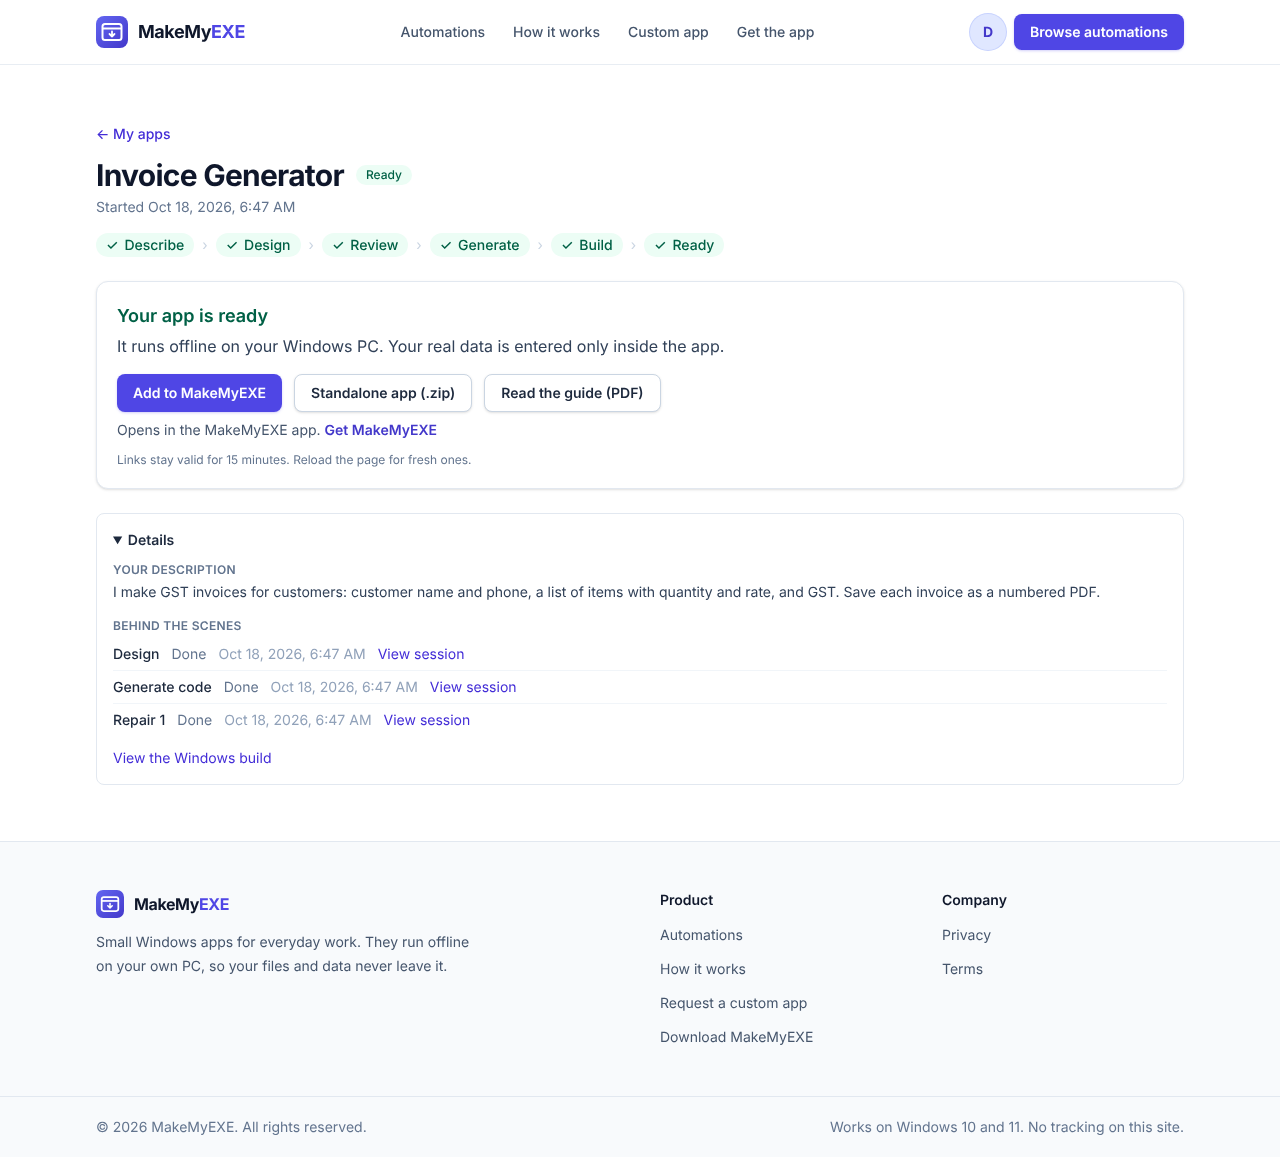 MakeMyEXE
Automations How it works Custom app Get the app
D
Browse automations
← My apps
Invoice Generator Ready
Started Oct 18, 2026, 6:47 AM
✓ Describe › ✓ Design › ✓ Review › ✓ Generate › ✓ Build › ✓ Ready
Your app is ready
It runs offline on your Windows PC. Your real data is entered only inside the app.
Add to MakeMyEXE Standalone app (.zip) Read the guide (PDF)
Opens in the MakeMyEXE app. Get MakeMyEXE
Links stay valid for 15 minutes. Reload the page for fresh ones.
▼ Details
YOUR DESCRIPTION
I make GST invoices for customers: customer name and phone, a list of items with quantity and rate, and GST. Save each invoice as a numbered PDF.
BEHIND THE SCENES
Design Done Oct 18, 2026, 6:47 AM View session
Generate code Done Oct 18, 2026, 6:47 AM View session
Repair 1 Done Oct 18, 2026, 6:47 AM View session
View the Windows build
MakeMyEXE
Small Windows apps for everyday work. They run offline
on your own PC, so your files and data never leave it.
Product
Automations
How it works
Request a custom app
Download MakeMyEXE
Company
Privacy
Terms
© 2026 MakeMyEXE. All rights reserved.
Works on Windows 10 and 11. No tracking on this site.